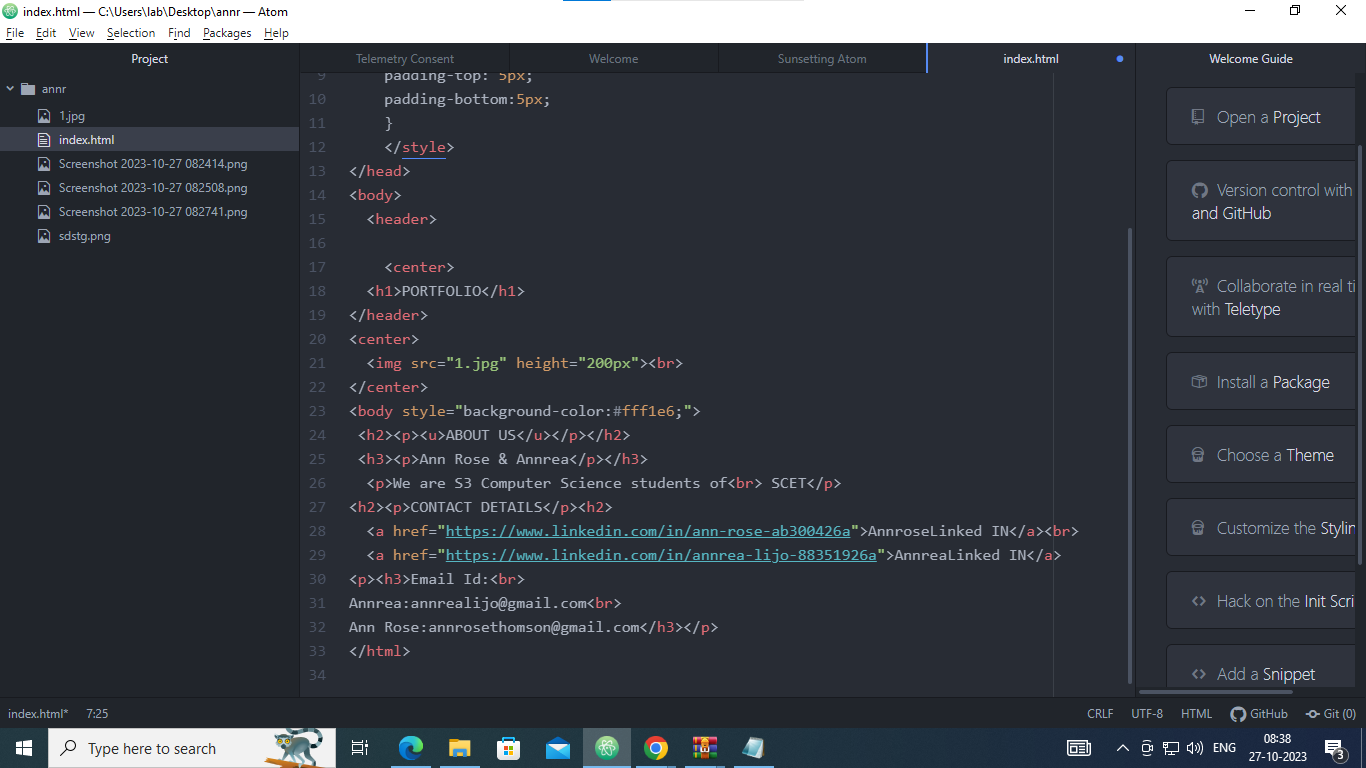 index.html — C:\Users\lab\Desktop\annr — Atom
File Edit View Selection Find Packages Help
Project
annr
1.jpg
index.html
Screenshot 2023-10-27 082414.png
Screenshot 2023-10-27 082508.png
Screenshot 2023-10-27 082741.png
sdstg.png
Telemetry Consent Welcome Sunsetting Atom index.html
9 padding-top: 5px;
10 padding-bottom:5px;
11 }
12 </style>
13 </head>
14 <body>
15 <header>
16
17 <center>
18 <h1>PORTFOLIO</h1>
19 </header>
20 <center>
21 <img src="1.jpg" height="200px"><br>
22 </center>
23 <body style="background-color:#fff1e6;">
24 <h2><p><u>ABOUT US</u></p></h2>
25 <h3><p>Ann Rose & Annrea</p></h3>
26 <p>We are S3 Computer Science students of<br> SCET</p>
27 <h2><p>CONTACT DETAILS</p><h2>
28 <a href="https://www.linkedin.com/in/ann-rose-ab300426a">AnnroseLinked IN</a><br>
29 <a href="https://www.linkedin.com/in/annrea-lijo-88351926a">AnnreaLinked IN</a>
30 <p><h3>Email Id:<br>
31 Annrea:annrealijo@gmail.com<br>
32 Ann Rose:annrosethomson@gmail.com</h3></p>
33 </html>
34
Welcome Guide
Open a Project
Version control with
and GitHub
Collaborate in real ti
with Teletype
Install a Package
Choose a Theme
Customize the Stylin
Hack on the Init Scri
Add a Snippet
index.html* 7:25
CRLF UTF-8 HTML GitHub Git (0)
Type here to search
ENG
08:38
27-10-2023
3